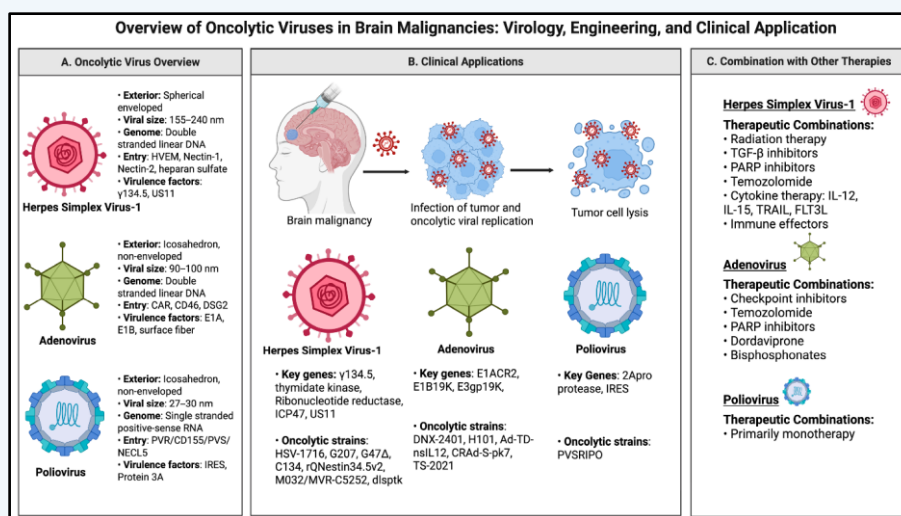 Overview of Oncolytic Viruses in Brain Malignancies: Virology, Engineering, and Clinical Application
A. Oncolytic Virus Overview
• Exterior: Spherical
enveloped
• Viral size: 155–240 nm
• Genome: Double
stranded linear DNA
• Entry: HVEM, Nectin-1,
Nectin-2, heparan sulfate
• Virulence factors:
γ134.5, US11
Herpes Simplex Virus-1
• Exterior: Icosahedron,
non-enveloped
• Viral size: 90–100 nm
• Genome: Double
stranded linear DNA
• Entry: CAR, CD46, DSG2
• Virulence factors: E1A,
E1B, surface fiber
Adenovirus
• Exterior: Icosahedron,
non-enveloped
• Viral size: 27–30 nm
• Genome: Single stranded
positive-sense RNA
• Entry: PVR/CD155/PVS/
NECL5
• Virulence factors: IRES,
Protein 3A
Poliovirus
B. Clinical Applications
Brain malignancy
Infection of tumor and
oncolytic viral replication
Tumor cell lysis
Herpes Simplex Virus-1
• Key genes: γ134.5,
thymidate kinase,
Ribonucleotide reductase,
ICP47, US11
• Oncolytic strains:
HSV-1716, G207, G47Δ,
C134, rQNestin34.5v2,
M032/MVR-C5252, dlsptk
Adenovirus
• Key genes: E1ACR2,
E1B19K, E3gp19K
• Oncolytic strains:
DNX-2401, H101, Ad-TD-
nsIL12, CRAd-S-pk7,
TS-2021
Poliovirus
• Key Genes: 2Apro
protease, IRES
• Oncolytic strains:
PVSRIPO
C. Combination with Other Therapies
Herpes Simplex Virus-1
Therapeutic Combinations:
• Radiation therapy
• TGF-β inhibitors
• PARP inhibitors
• Temozolomide
• Cytokine therapy: IL-12,
IL-15, TRAIL, FLT3L
• Immune effectors
Adenovirus
Therapeutic Combinations:
• Checkpoint inhibitors
• Temozolomide
• PARP inhibitors
• Dordaviprone
• Bisphosphonates
Poliovirus
Therapeutic Combinations:
• Primarily monotherapy